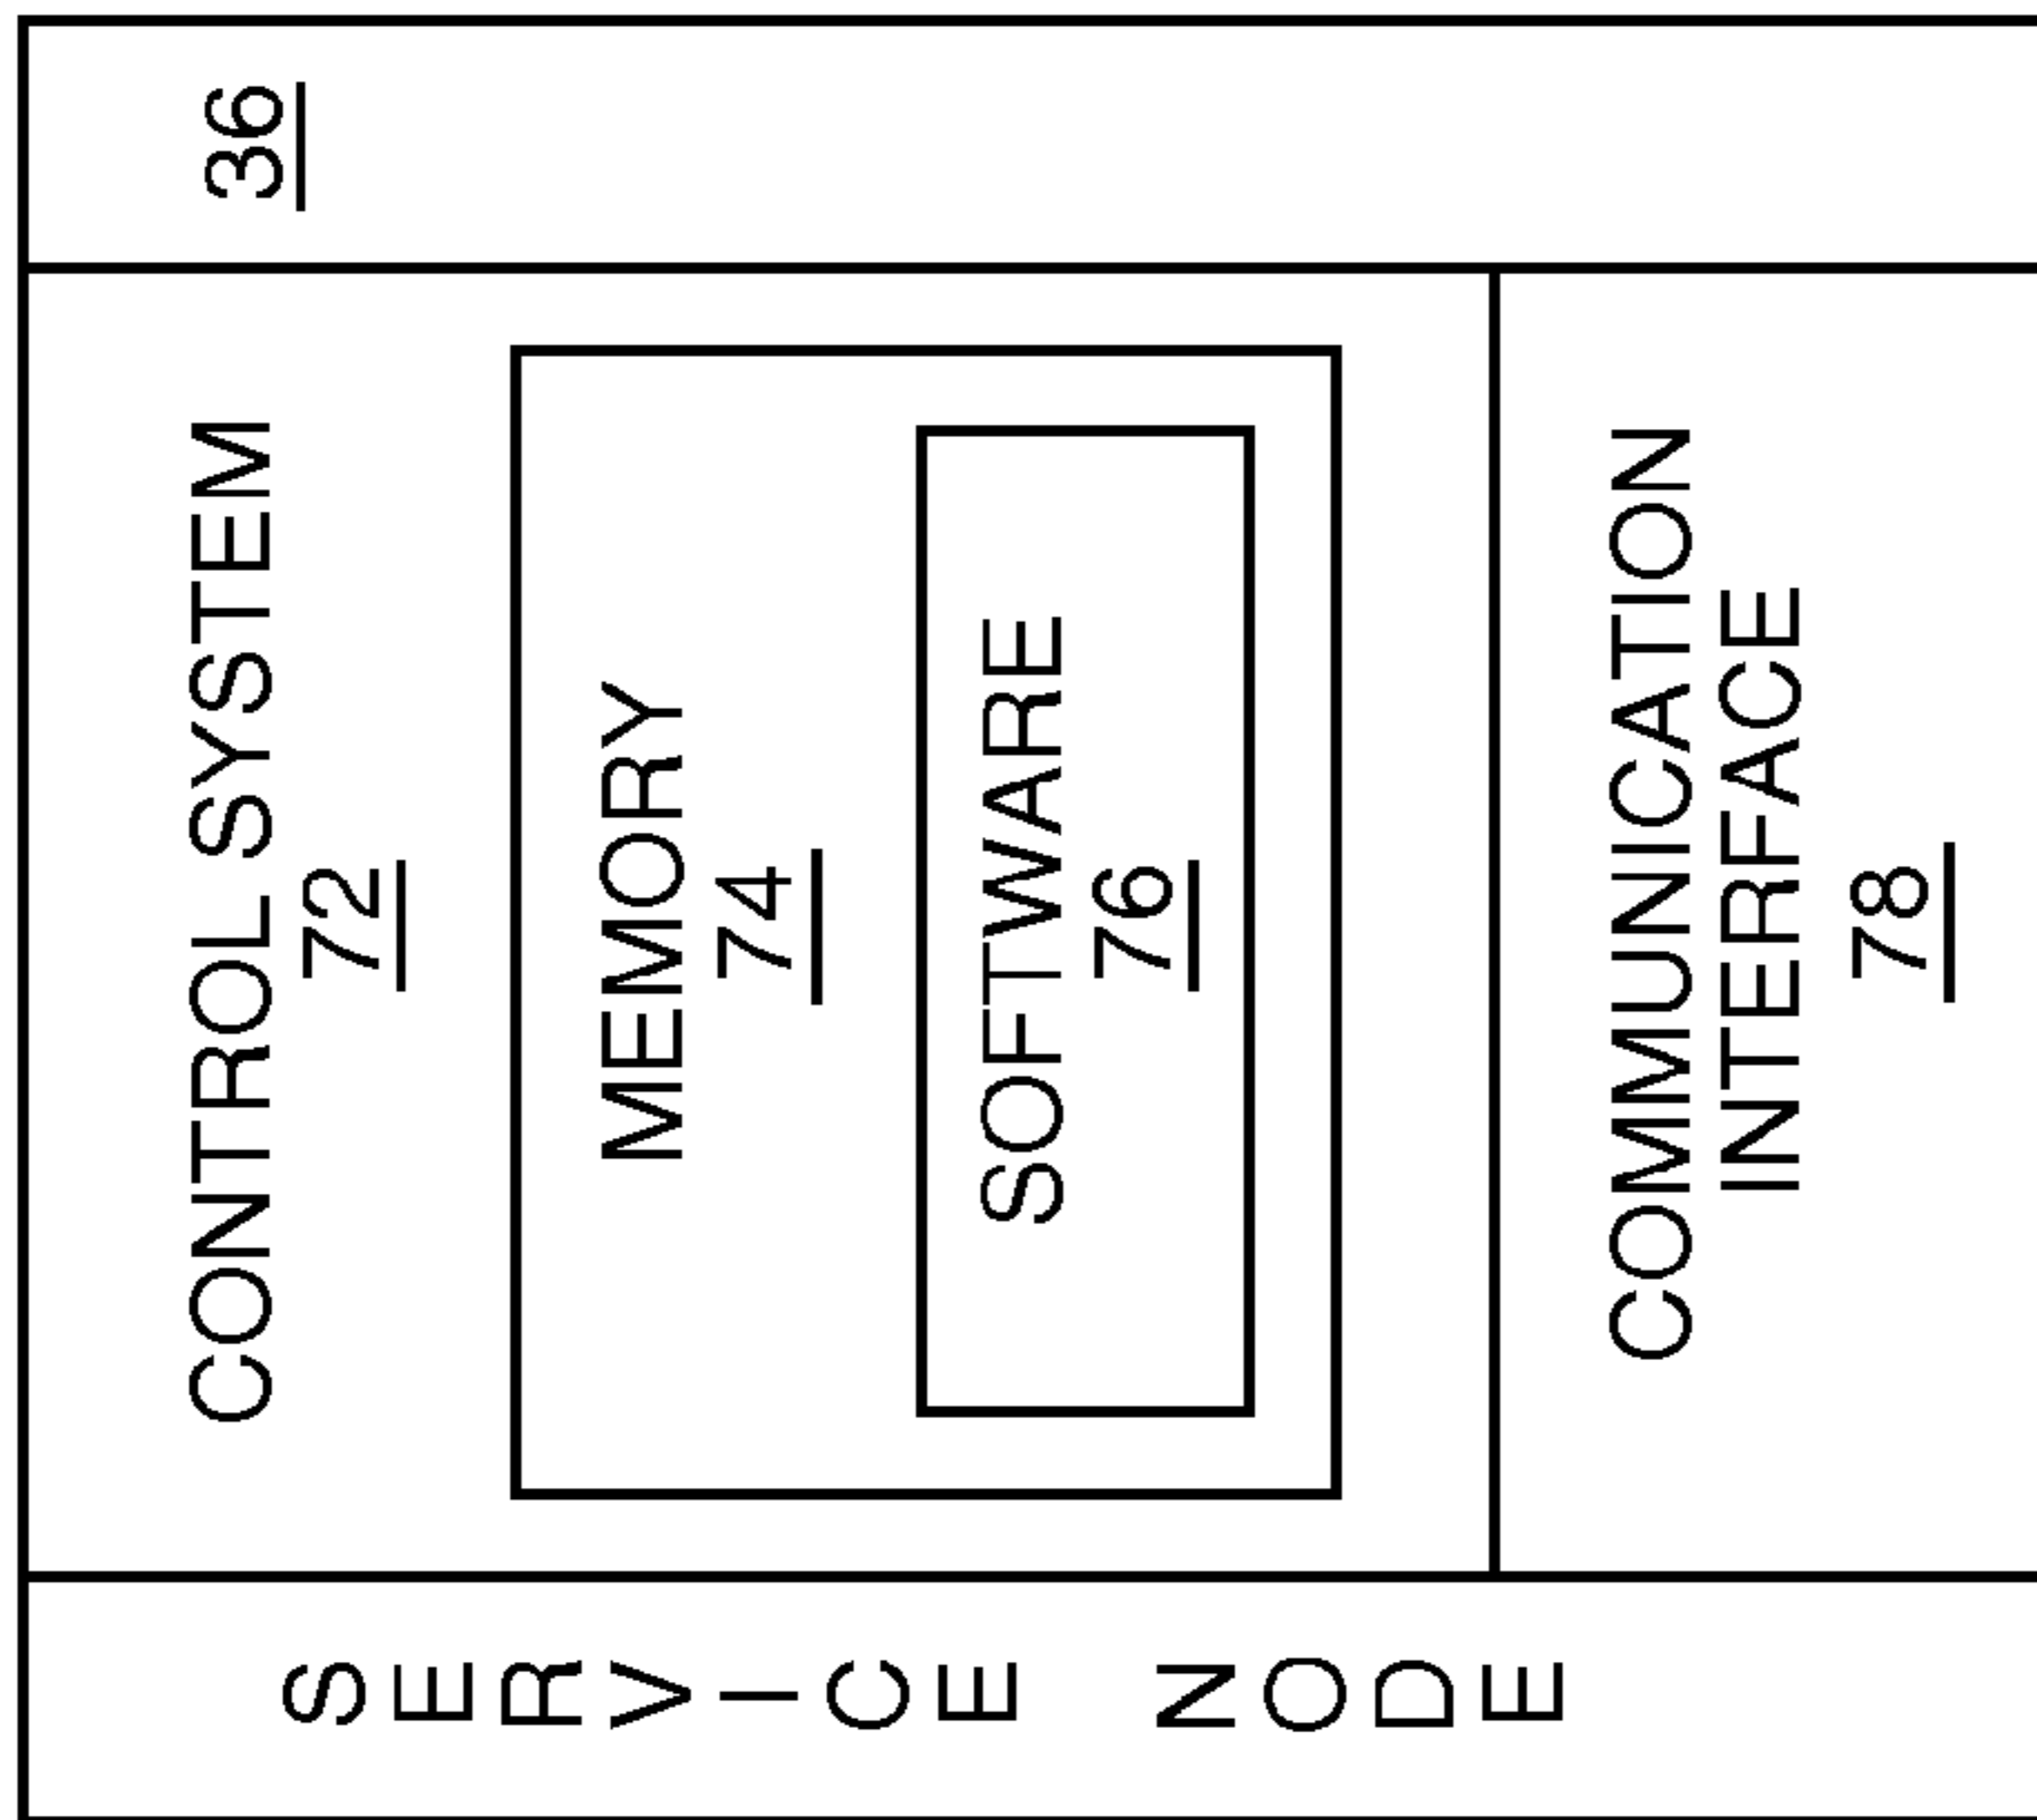 SERVICE NODE
CONTROL SYSTEM
72
MEMORY
74
SOFTWARE
76
COMMUNICATION
INTERFACE
78
36